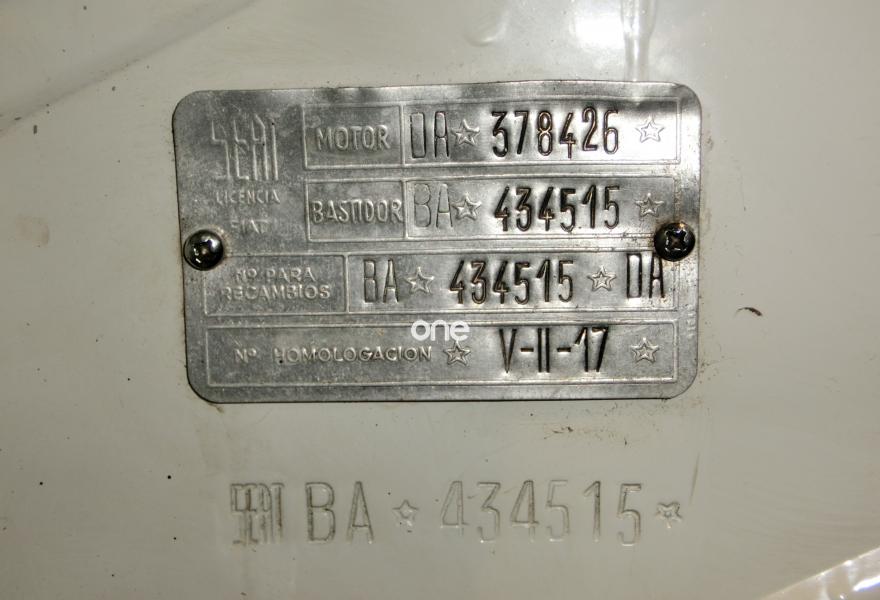 SEAT
LICENCIA
FIAT
MOTOR DA ☆ 378426 ☆
BASTIDOR BA ☆ 434515 ☆
Nº PARA
RECAMBIOS
BA ☆ 434515 ☆ DA
one
Nº HOMOLOGACION ☆ V-II-17 ☆
SEAT BA ☆ 434515 ☆